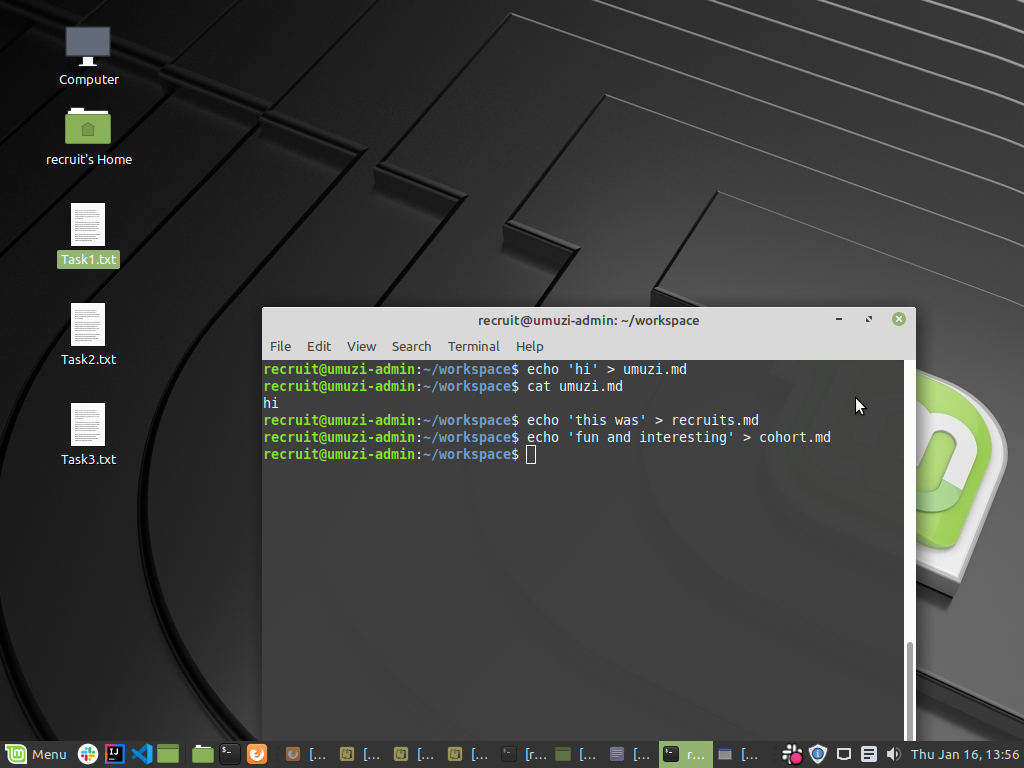 Computer
recruit's Home
Task1.txt
Task2.txt
Task3.txt
recruit@umuzi-admin: ~/workspace
File Edit View Search Terminal Help
recruit@umuzi-admin:~/workspace$ echo 'hi' > umuzi.md
recruit@umuzi-admin:~/workspace$ cat umuzi.md
hi
recruit@umuzi-admin:~/workspace$ echo 'this was' > recruits.md
recruit@umuzi-admin:~/workspace$ echo 'fun and interesting' > cohort.md
recruit@umuzi-admin:~/workspace$
Menu [... [... [... [... [r... [... [... r... [... Thu Jan 16, 13:56